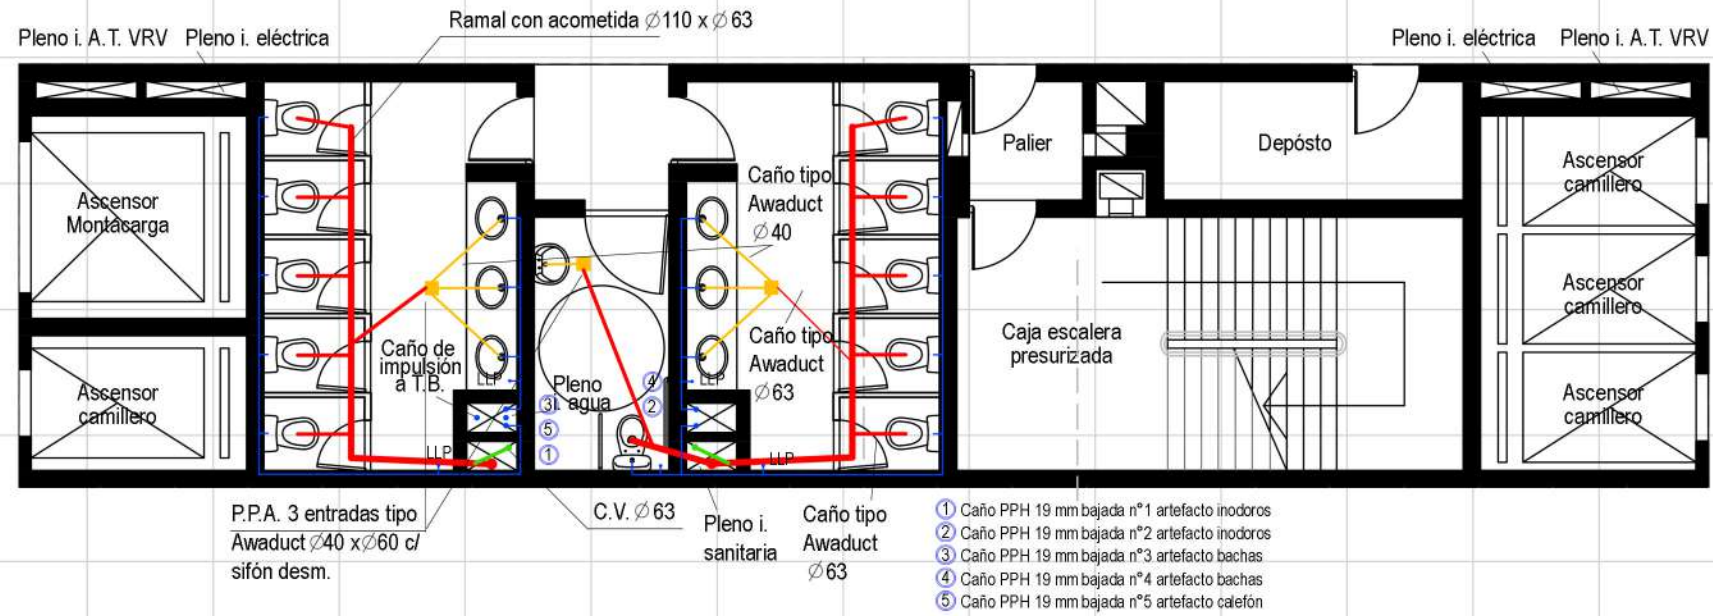 Ramal con acometida ∅110 x ∅63
Pleno i. A.T. VRV
Pleno i. eléctrica
Pleno i. eléctrica
Pleno i. A.T. VRV
Ascensor
Montacarga
Ascensor
camillero
Caño de
impulsión
a T.B.
LLP
LLP
Pleno
i. agua
3
5
1
4
2
LLP
LLP
Caño tipo
Awaduct
∅40
Caño tipo
Awaduct
∅63
Palier
Depósto
Caja escalera
presurizada
Ascensor
camillero
Ascensor
camillero
Ascensor
camillero
P.P.A. 3 entradas tipo
Awaduct ∅40 x∅60 c/
sifón desm.
C.V. ∅63
Pleno i.
sanitaria
Caño tipo
Awaduct
∅63
1 Caño PPH 19 mm bajada n°1 artefacto inodoros
2 Caño PPH 19 mm bajada n°2 artefacto inodoros
3 Caño PPH 19 mm bajada n°3 artefacto bachas
4 Caño PPH 19 mm bajada n°4 artefacto bachas
5 Caño PPH 19 mm bajada n°5 artefacto calefón